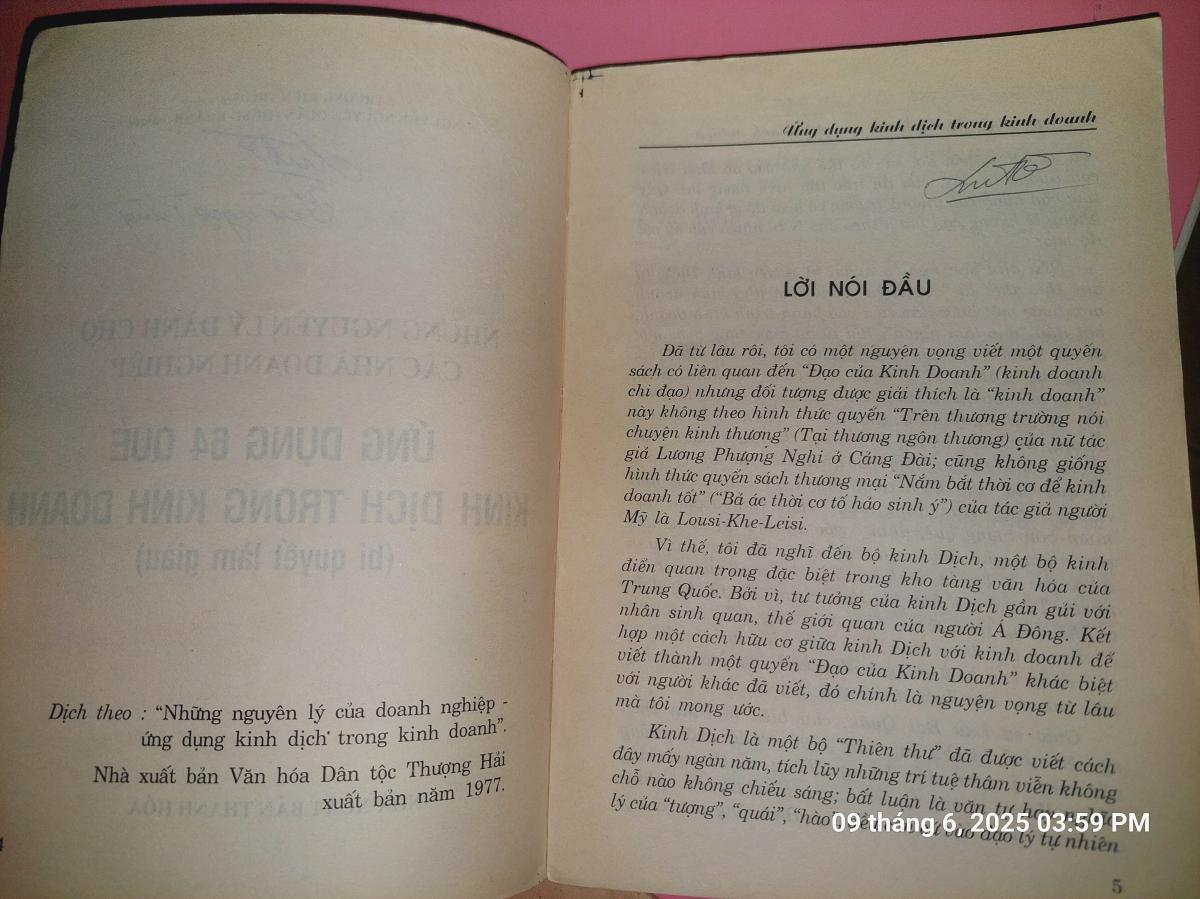 Dịch theo : “Những nguyên lý của doanh nghiệp -
ứng dụng kinh dịch trong kinh doanh”.
Nhà xuất bản Văn hóa Dân tộc Thượng Hải
xuất bản năm 1977.
Ứng dụng kinh dịch trong kinh doanh
LỜI NÓI ĐẦU
Đã từ lâu rồi, tôi có một nguyện vọng viết một quyển
sách có liên quan đến “Đạo của Kinh Doanh” (kinh doanh
chi đạo) nhưng đối tượng được giải thích là “kinh doanh”
này không theo hình thức quyển “Trên thương trường nói
chuyện kinh thương” (Tại thương ngôn thương) của nữ tác
giả Lương Phượng Nghi ở Cảng Đài; cũng không giống
hình thức quyển sách thương mại “Nắm bắt thời cơ để kinh
doanh tốt” (“Bả ác thời cơ tố hảo sinh ý”) của tác giả người
Mỹ là Lousi-Khe-Leisi.
Vì thế, tôi đã nghĩ đến bộ kinh Dịch, một bộ kinh
điển quan trọng đặc biệt trong kho tàng văn hóa của
Trung Quốc. Bởi vì, tư tưởng của kinh Dịch gần gúi với
nhân sinh quan, thế giới quan của người Á Đông. Kết
hợp một cách hữu cơ giữa kinh Dịch với kinh doanh để
viết thành một quyển “Đạo của Kinh Doanh” khác biệt
với người khác đã viết, đó chính là nguyện vọng từ lâu
mà tôi mong ước.
Kinh Dịch là một bộ “Thiên thư” đã được viết cách
đây mấy ngàn năm, tích lũy những trí tuệ thâm viễn không
chỗ nào không chiếu sáng; bất luận là văn tự hay
lý của “tượng”, “quái”, “hào” vào đạo lý tự nhiên
09 tháng 6, 2025 03:59 PM
5